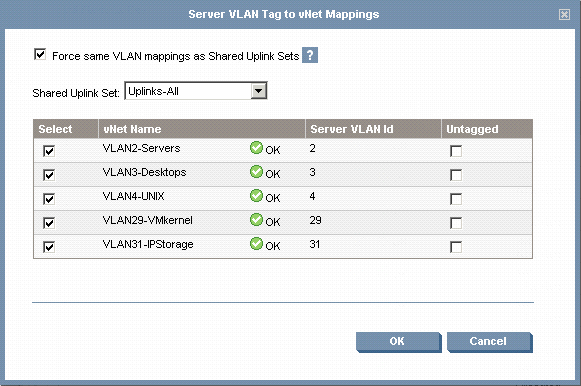 Server VLAN Tag to vNet Mappings
Force same VLAN mappings as Shared Uplink Sets ?
Shared Uplink Set: Uplinks-All
Select vNet Name Server VLAN Id Untagged
VLAN2-Servers OK 2
VLAN3-Desktops OK 3
VLAN4-UNIX OK 4
VLAN29-VMkernel OK 29
VLAN31-IPStorage OK 31
OK Cancel